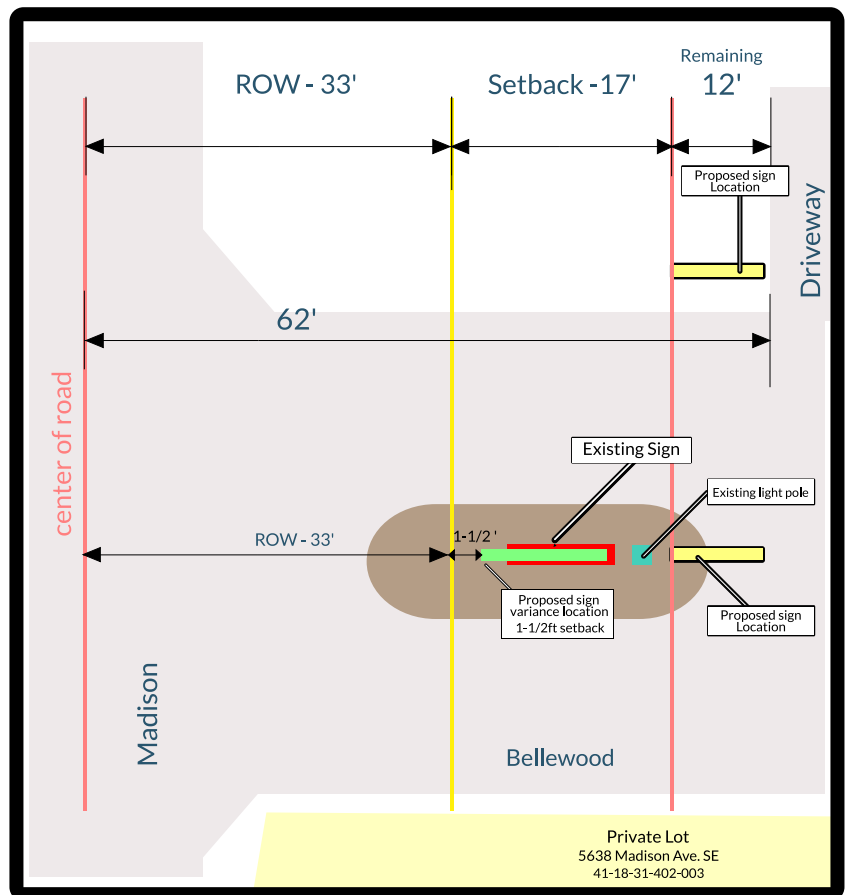 Remaining
ROW - 33'
Setback -17'
12'
Proposed sign
Location
Driveway
62'
center of road
Existing Sign
Existing light pole
ROW- 33'
1-1/2 '
Proposed sign
variance location
1-1/2ft setback
Proposed sign
Location
Madison
Bellewood
Private Lot
5638 Madison Ave. SE
41-18-31-402-003